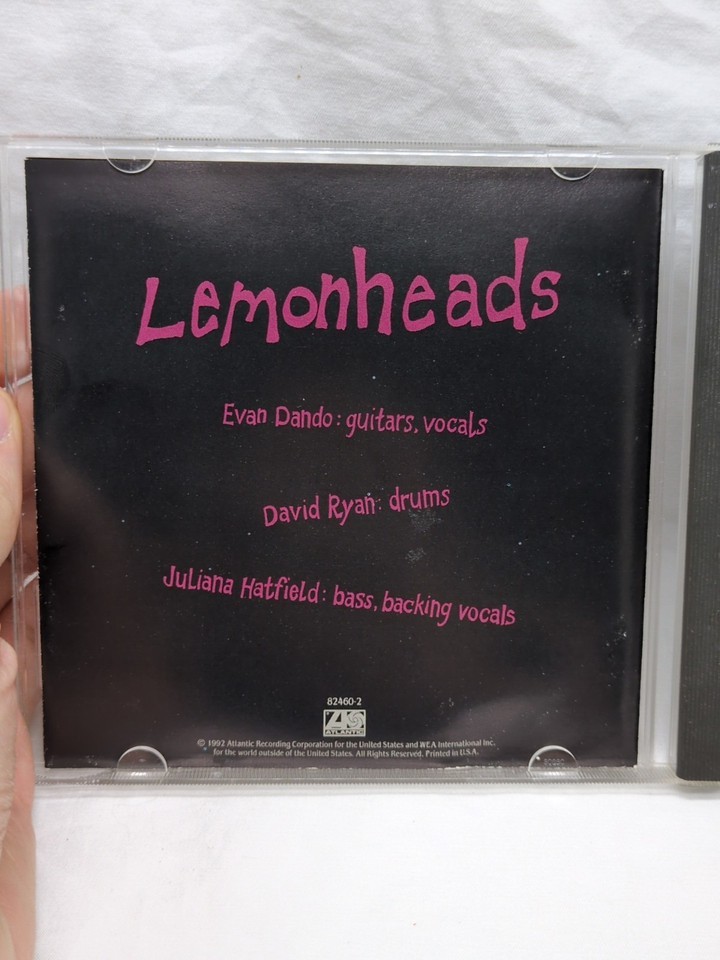 Lemonheads
Evan Dando: guitars, vocals
David Ryan: drums
Juliana Hatfield: bass, backing vocals
82460-2
ATLANTIC
© 1992 Atlantic Recording Corporation for the United States and WEA International Inc.
for the world outside of the United States. All Rights Reserved. Printed in U.S.A.